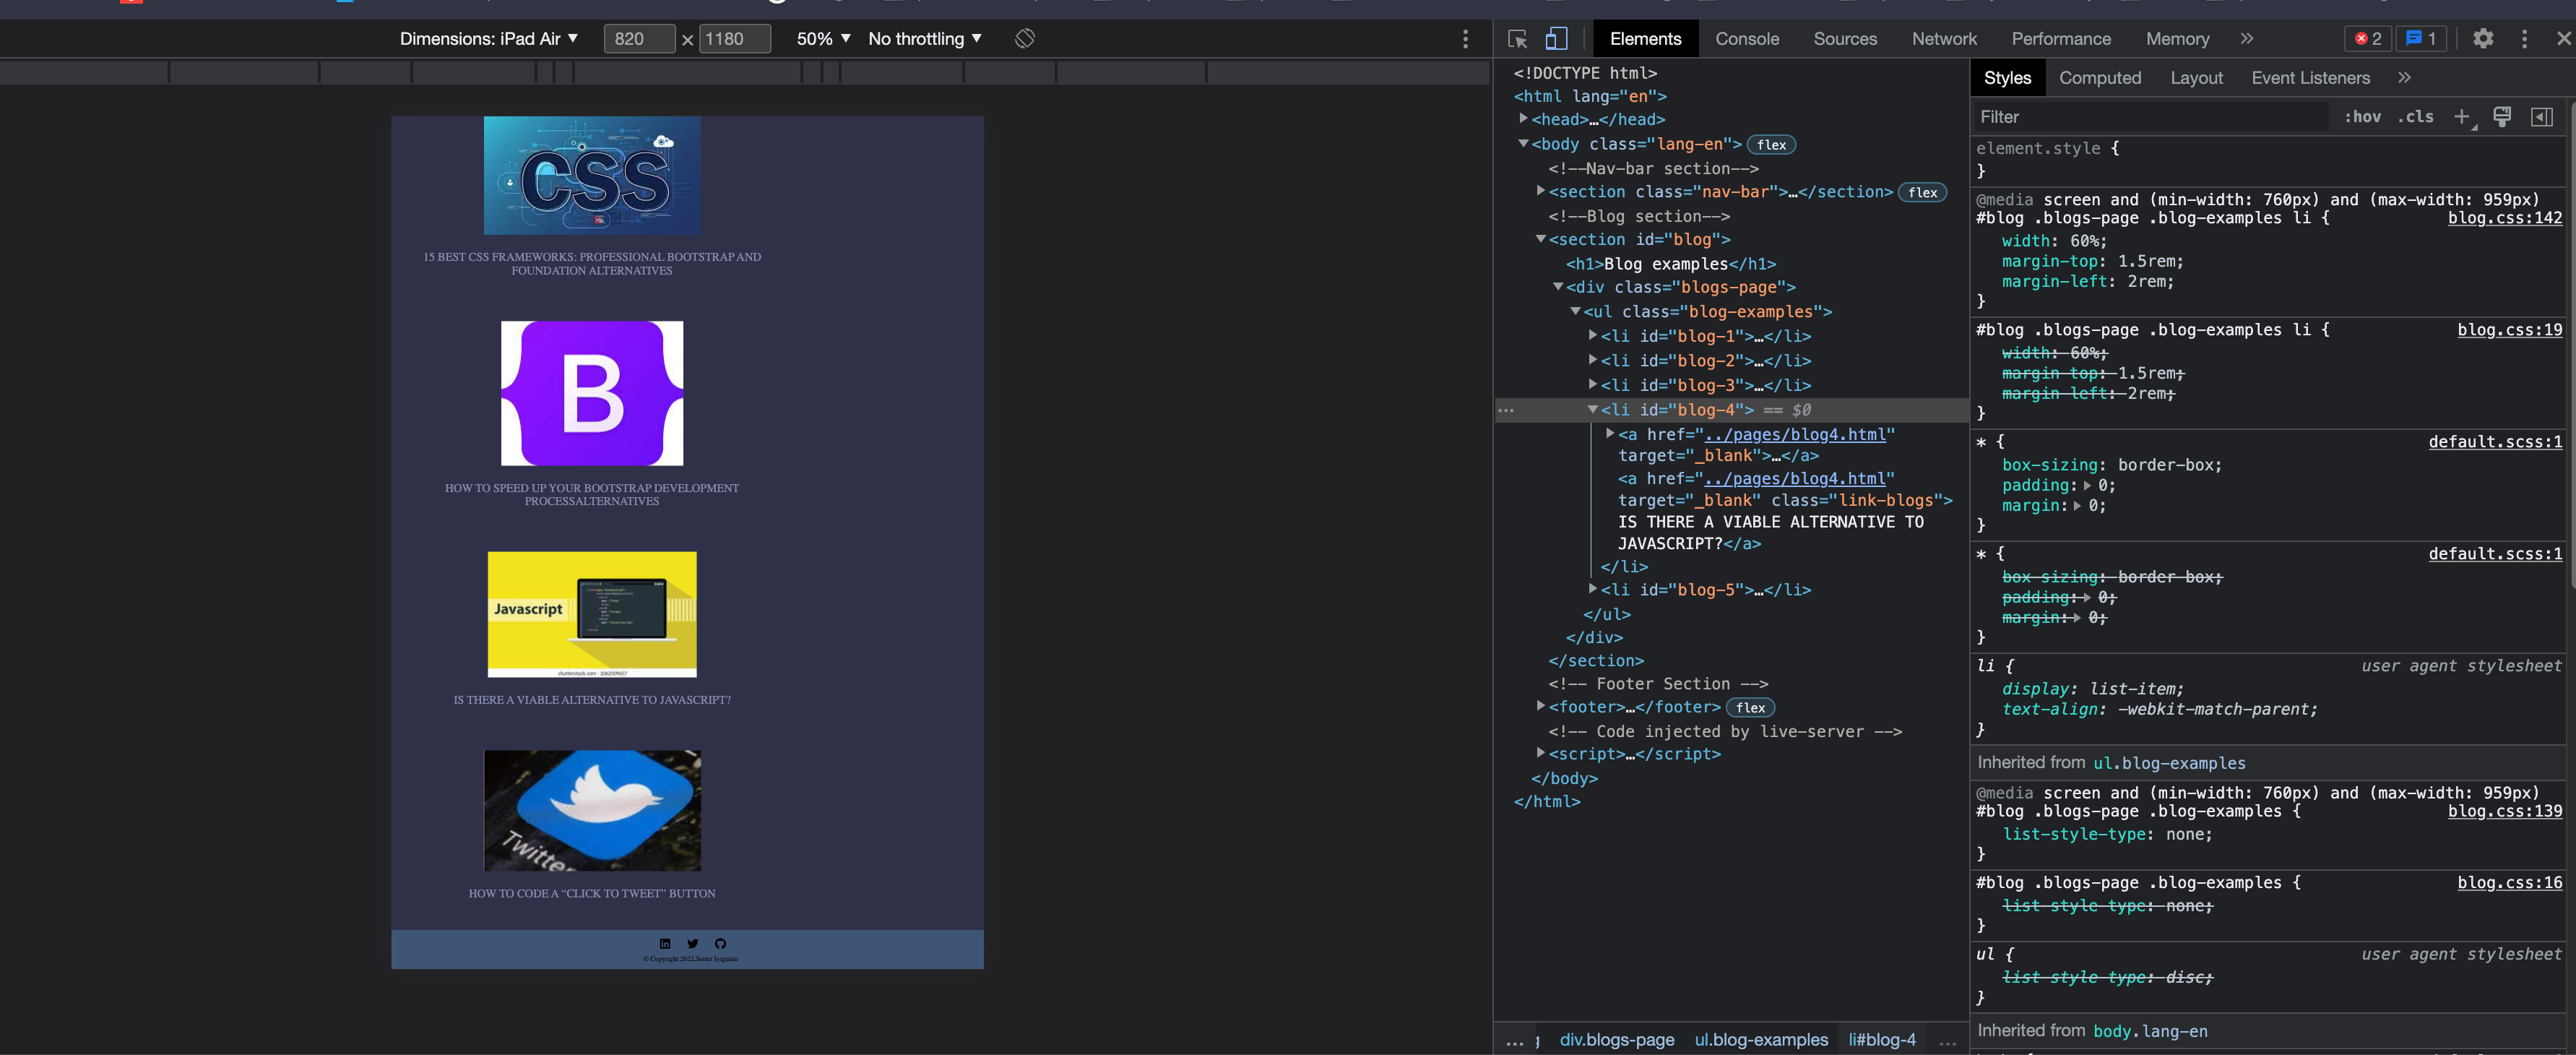 Dimensions: iPad Air ▼ 820 × 1180 50% ▼ No throttling ▼
CSS
15 BEST CSS FRAMEWORKS: PROFESSIONAL BOOTSTRAP AND
FOUNDATION ALTERNATIVES
B
HOW TO SPEED UP YOUR BOOTSTRAP DEVELOPMENT
PROCESSALTERNATIVES
Javascript
shutterstock.com · 1062509657
IS THERE A VIABLE ALTERNATIVE TO JAVASCRIPT?
Twitte
HOW TO CODE A “CLICK TO TWEET” BUTTON
in
© Copyright 2022,
Elements Console Sources Network Performance Memory » 2 1
<!DOCTYPE html>
<html lang="en">
<head>…</head>
<body class="lang-en"> flex
<!--Nav-bar section-->
<section class="nav-bar">…</section> flex
<!--Blog section-->
<section id="blog">
<h1>Blog examples</h1>
<div class="blogs-page">
<ul class="blog-examples">
<li id="blog-1">…</li>
<li id="blog-2">…</li>
<li id="blog-3">…</li>
<li id="blog-4"> == $0
<a href="../pages/blog4.html"
target="_blank">…</a>
<a href="../pages/blog4.html"
target="_blank" class="link-blogs">
IS THERE A VIABLE ALTERNATIVE TO
JAVASCRIPT?</a>
</li>
<li id="blog-5">…</li>
</ul>
</div>
</section>
<!-- Footer Section -->
<footer>…</footer> flex
<!-- Code injected by live-server -->
<script>…</script>
</body>
</html>
… div.blogs-page ul.blog-examples li#blog-4 …
Styles Computed Layout Event Listeners »
Filter :hov .cls +
element.style {
}
@media screen and (min-width: 760px) and (max-width: 959px)
#blog .blogs-page .blog-examples li { blog.css:142
width: 60%;
margin-top: 1.5rem;
margin-left: 2rem;
}
#blog .blogs-page .blog-examples li { blog.css:19
width: 60%;
margin-top: 1.5rem;
margin-left: 2rem;
}
* { default.scss:1
box-sizing: border-box;
padding: 0;
margin: 0;
}
* { default.scss:1
box-sizing: border-box;
padding: 0;
margin: 0;
}
li { user agent stylesheet
display: list-item;
text-align: -webkit-match-parent;
}
Inherited from ul.blog-examples
@media screen and (min-width: 760px) and (max-width: 959px)
#blog .blogs-page .blog-examples { blog.css:139
list-style-type: none;
}
#blog .blogs-page .blog-examples { blog.css:16
list-style-type: none;
}
ul { user agent stylesheet
list-style-type: disc;
}
Inherited from body.lang-en